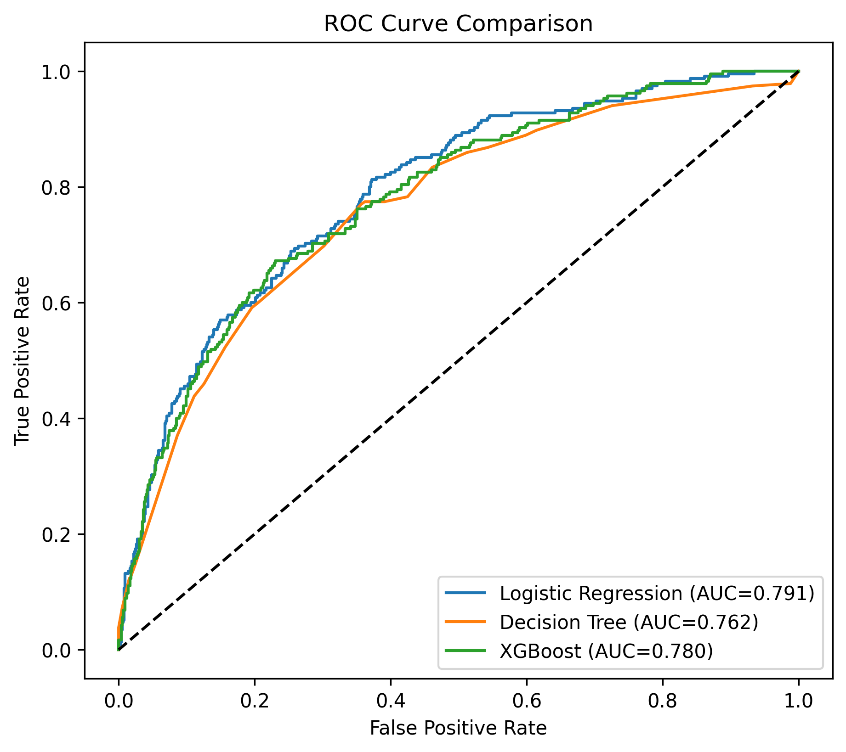 ROC Curve Comparison
True Positive Rate
1.0
0.8
0.6
0.4
0.2
0.0
Logistic Regression (AUC=0.791)
Decision Tree (AUC=0.762)
XGBoost (AUC=0.780)
0.0 0.2 0.4 0.6 0.8 1.0
False Positive Rate